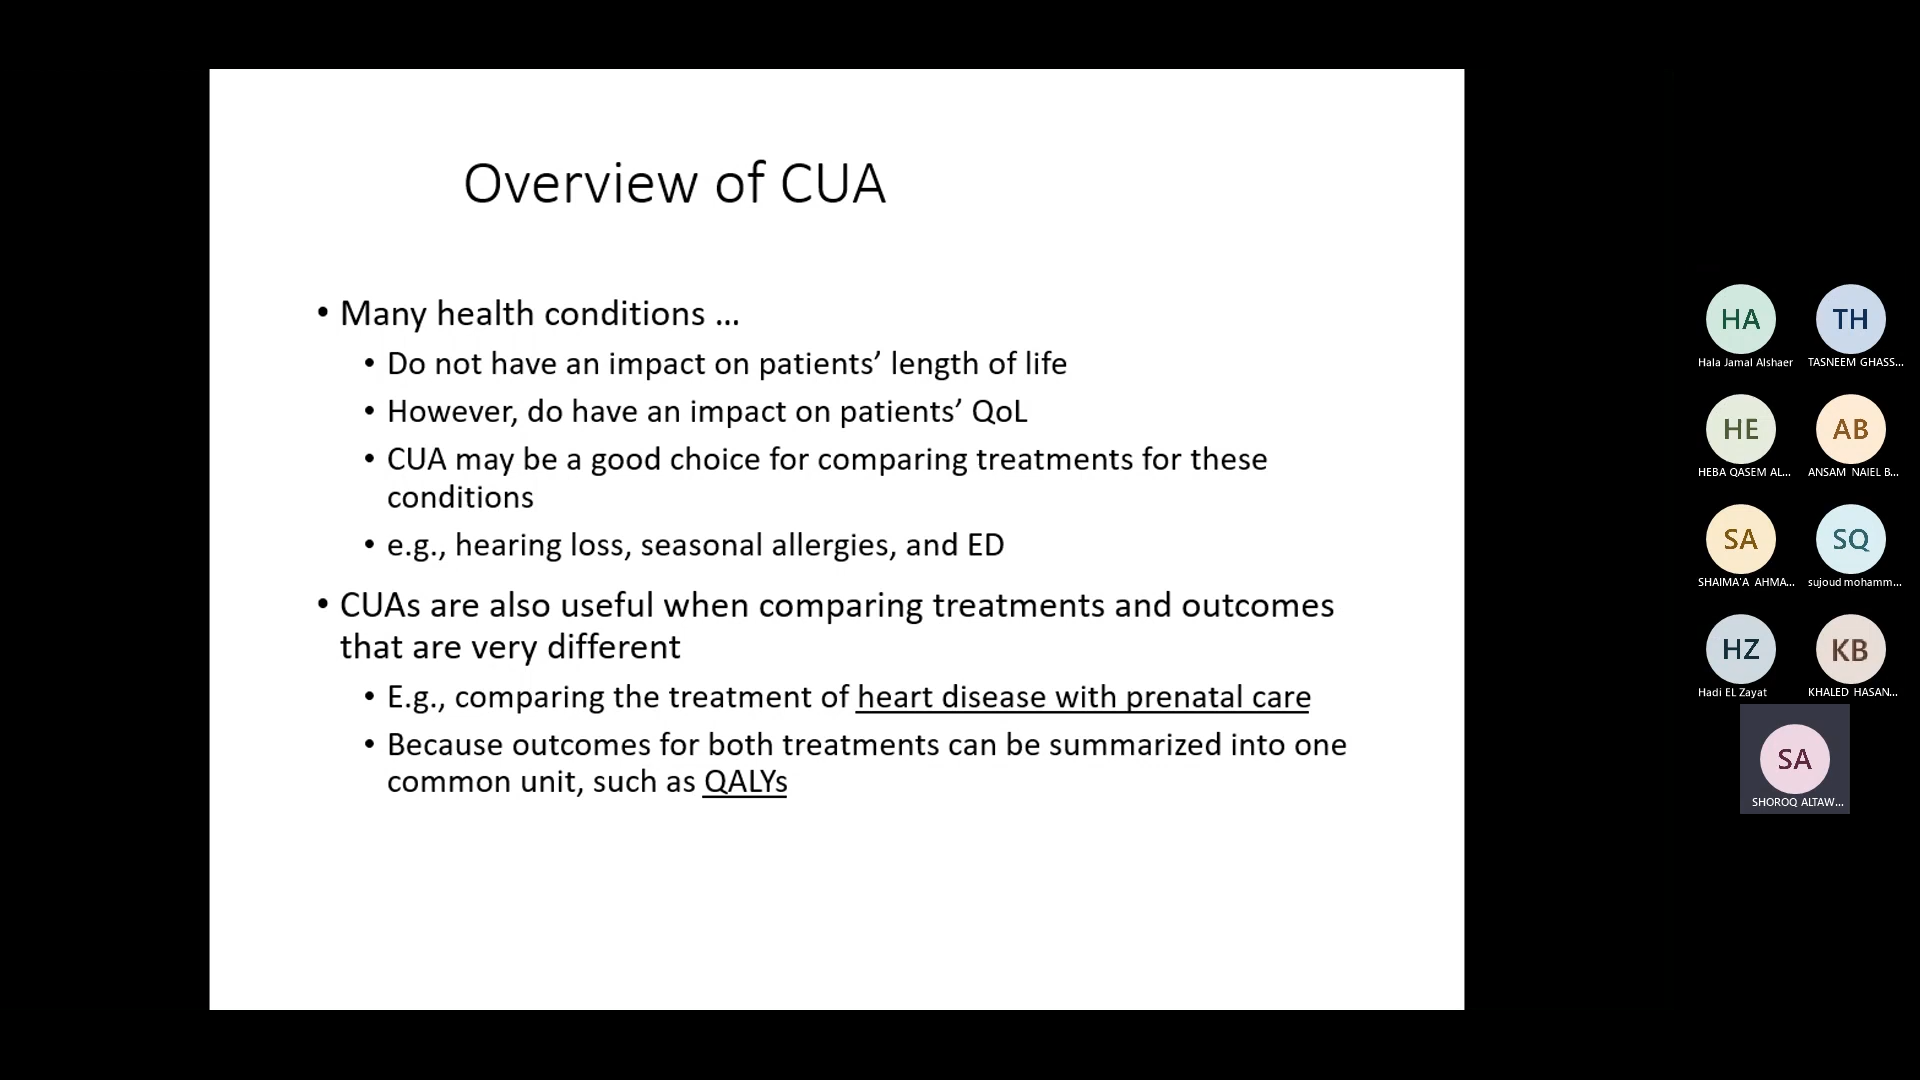 Overview of CUA
• Many health conditions ...
• Do not have an impact on patients’ length of life
• However, do have an impact on patients’ QoL
• CUA may be a good choice for comparing treatments for these
conditions
• e.g., hearing loss, seasonal allergies, and ED
• CUAs are also useful when comparing treatments and outcomes
that are very different
• E.g., comparing the treatment of heart disease with prenatal care
• Because outcomes for both treatments can be summarized into one
common unit, such as QALYs
HA TH
Hala Jamal Alshaer TASNEEM GHASS...
HE AB
HEBA QASEM AL... ANSAM NAIEL B...
SA SQ
SHAIMA'A AHMA... sujoud mohamm...
HZ KB
Hadi EL Zayat KHALED HASAN...
SA
SHOROQ ALTAW...